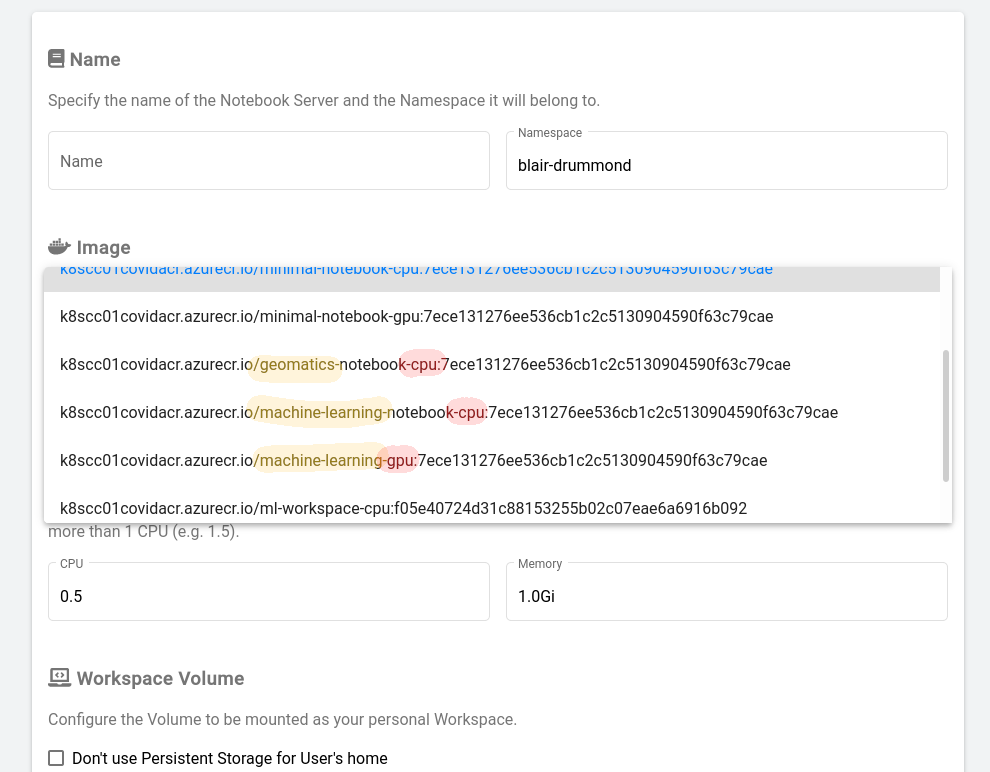 Name
Specify the name of the Notebook Server and the Namespace it will belong to.
Name
Namespace
blair-drummond
Image
k8scc01covidacr.azurecr.io/minimal-notebook-cpu:7ece131276ee536cb1c2c5130904590f63c79cae
k8scc01covidacr.azurecr.io/minimal-notebook-gpu:7ece131276ee536cb1c2c5130904590f63c79cae
k8scc01covidacr.azurecr.io/geomatics-notebook-cpu:7ece131276ee536cb1c2c5130904590f63c79cae
k8scc01covidacr.azurecr.io/machine-learning-notebook-cpu:7ece131276ee536cb1c2c5130904590f63c79cae
k8scc01covidacr.azurecr.io/machine-learning-gpu:7ece131276ee536cb1c2c5130904590f63c79cae
k8scc01covidacr.azurecr.io/ml-workspace-cpu:f05e40724d31c88153255b02c07eae6a6916b092
more than 1 CPU (e.g. 1.5).
CPU
0.5
Memory
1.0Gi
Workspace Volume
Configure the Volume to be mounted as your personal Workspace.
Don't use Persistent Storage for User's home